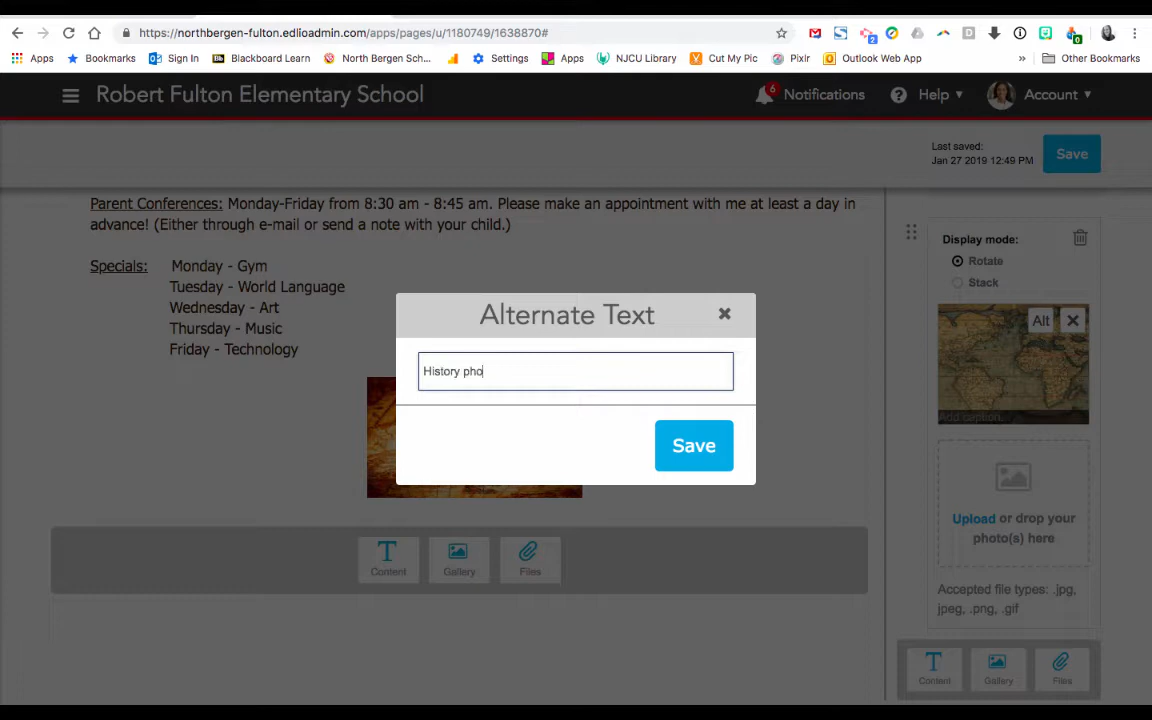 https://northbergen-fulton.edlioadmin.com/apps/pages/u/1180749/1638870#
Apps Bookmarks Sign In Blackboard Learn North Bergen Sch... Settings Apps NJCU Library Cut My Pic Pixlr Outlook Web App » Other Bookmarks
Robert Fulton Elementary School 6 Notifications ? Help Account
Last saved:
Jan 27 2019 12:49 PM
Save
Parent Conferences: Monday-Friday from 8:30 am - 8:45 am. Please make an appointment with me at least a day in
advance! (Either through e-mail or send a note with your child.)
Specials: Monday - Gym
Tuesday - World Language
Wednesday - Art
Thursday - Music
Friday - Technology
Alternate Text
History pho
Save
Content Gallery Files
Display mode:
Rotate
Stack
Alt
Add caption...
Upload or drop your
photo(s) here
Accepted file types: .jpg,
jpeg, .png, .gif
Content Gallery Files